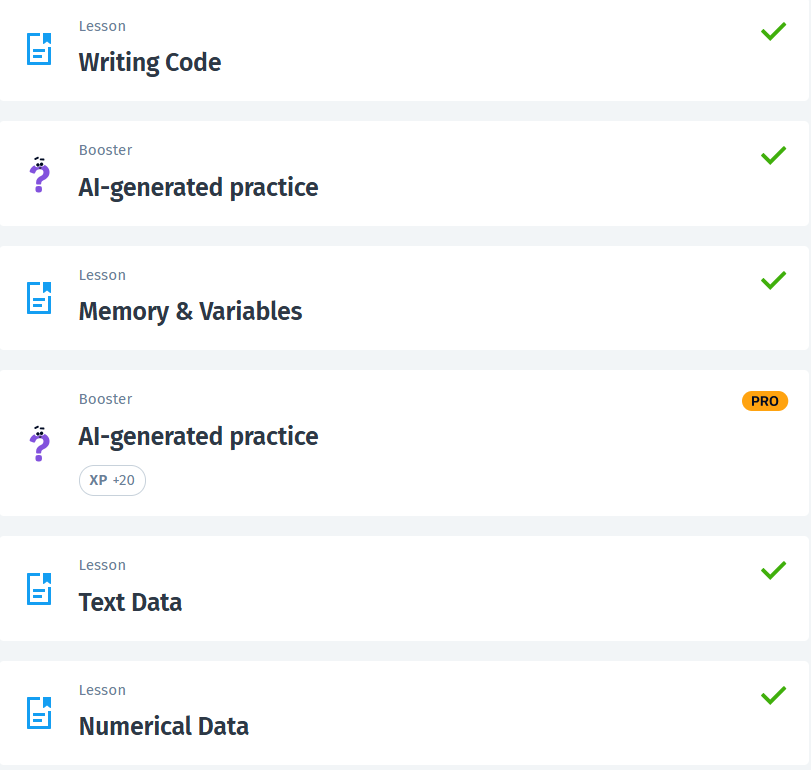 Lesson
Writing Code
Booster
AI-generated practice
Lesson
Memory & Variables
Booster
PRO
AI-generated practice
XP +20
Lesson
Text Data
Lesson
Numerical Data